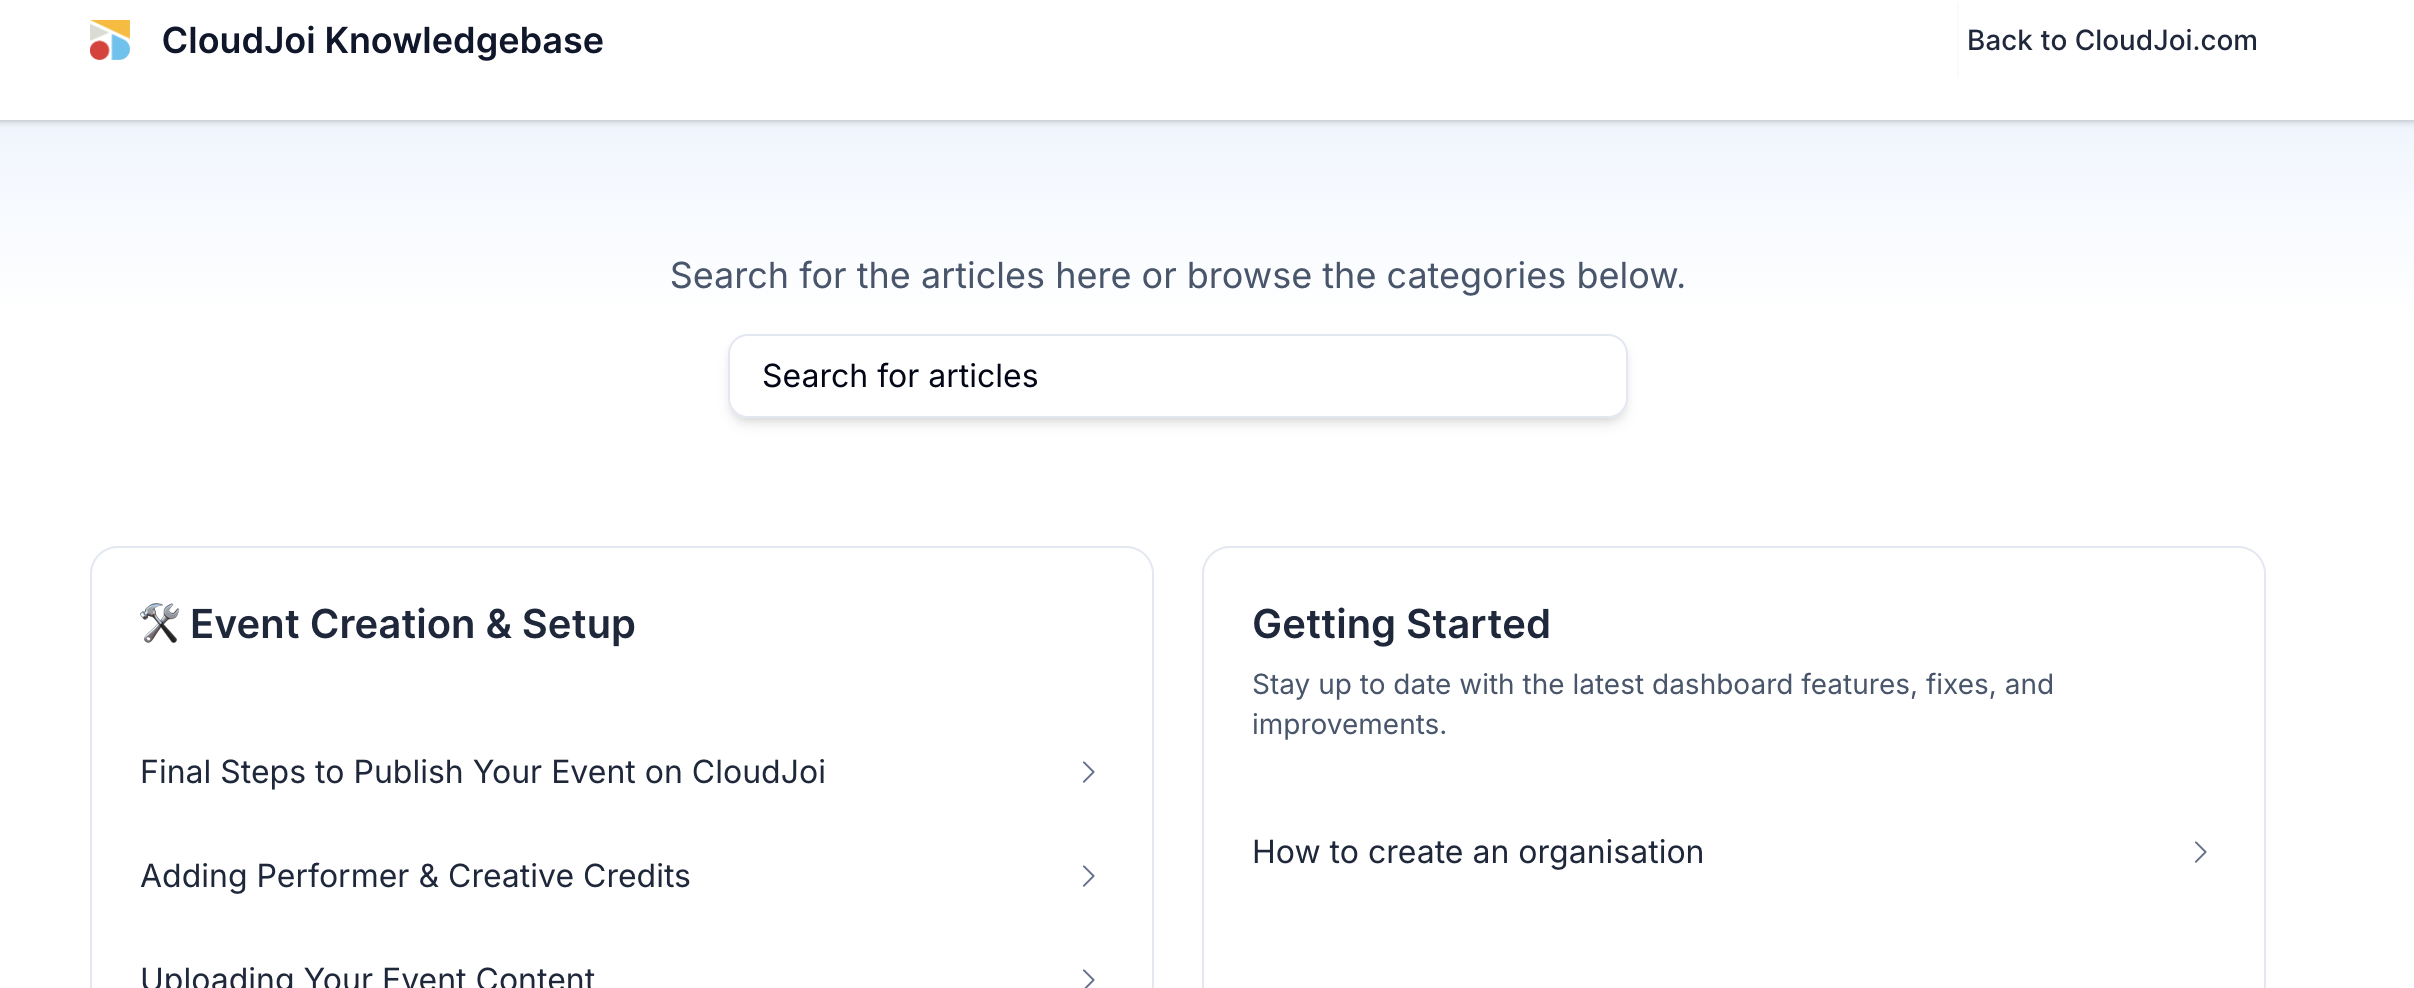 CloudJoi Knowledgebase
Back to CloudJoi.com
Search for the articles here or browse the categories below.
Search for articles
🛠 Event Creation & Setup
Final Steps to Publish Your Event on CloudJoi
Adding Performer & Creative Credits
Uploading Your Event Content
Getting Started
Stay up to date with the latest dashboard features, fixes, and
improvements.
How to create an organisation